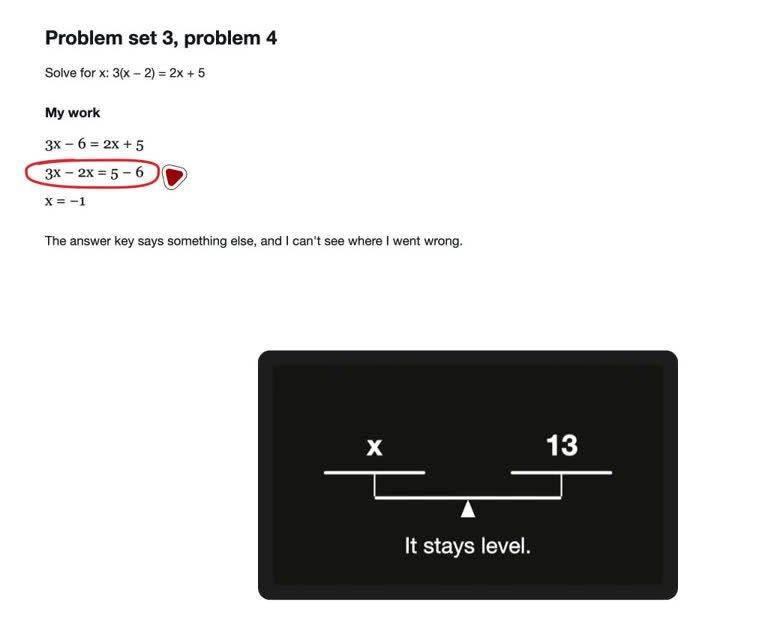 Problem set 3, problem 4
Solve for x: 3(x – 2) = 2x + 5
My work
3x – 6 = 2x + 5
3x – 2x = 5 – 6
x = –1
The answer key says something else, and I can't see where I went wrong.
x 13
It stays level.